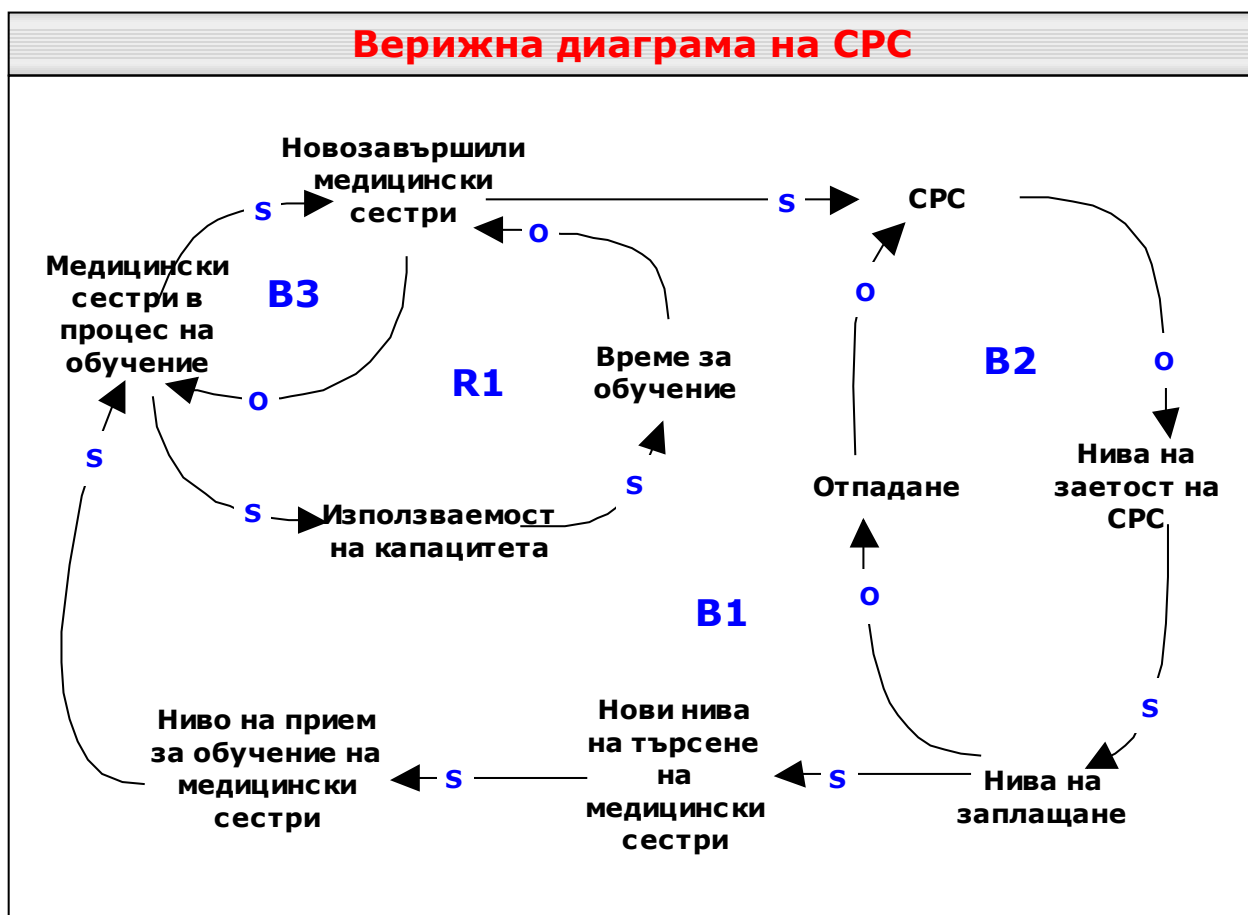 Верижна диаграма на СРС
Новозавършили
медицински
сестри
S
S
СРС
O
Медицински
сестри в
процес на
обучение
B3
O
R1
Време за
обучение
B2
O
O
S
S
Използваемост
на капацитета
S
Отпадане
Нива на
заетост на
СРС
B1
O
S
Ниво на прием
за обучение на
медицински
сестри
S
Нови нива
на търсене
на
медицински
сестри
S
Нива на
заплащане